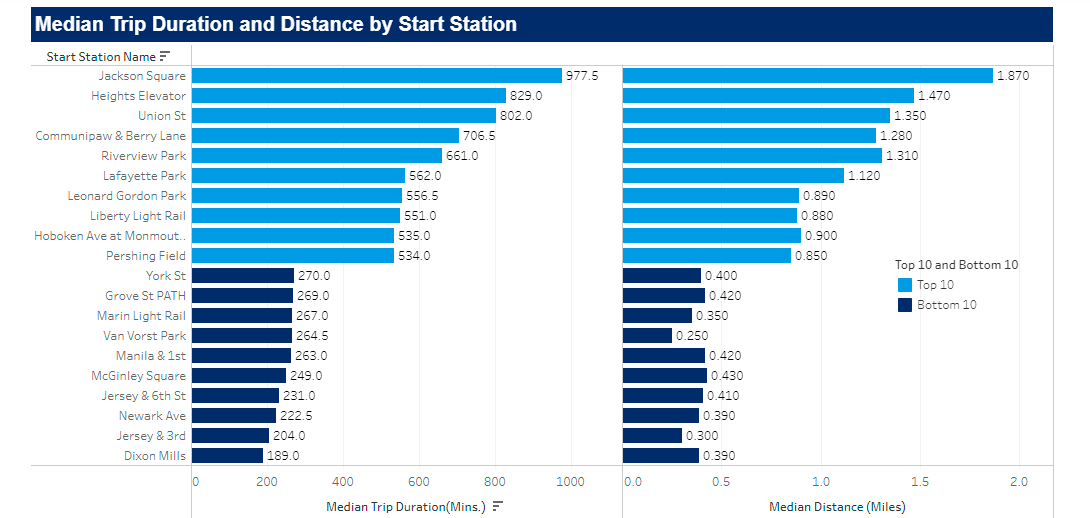 Median Trip Duration and Distance by Start Station
Start Station Name
Jackson Square 977.5 1.870
Heights Elevator 829.0 1.470
Union St 802.0 1.350
Communipaw & Berry Lane 706.5 1.280
Riverview Park 661.0 1.310
Lafayette Park 562.0 1.120
Leonard Gordon Park 556.5 0.890
Liberty Light Rail 551.0 0.880
Hoboken Ave at Monmout.. 535.0 0.900
Pershing Field 534.0 0.850
York St 270.0 0.400
Grove St PATH 269.0 0.420
Marin Light Rail 267.0 0.350
Van Vorst Park 264.5 0.250
Manila & 1st 263.0 0.420
McGinley Square 249.0 0.430
Jersey & 6th St 231.0 0.410
Newark Ave 222.5 0.390
Jersey & 3rd 204.0 0.300
Dixon Mills 189.0 0.390
Top 10 and Bottom 10
Top 10
Bottom 10
0 200 400 600 800 1000 0.0 0.5 1.0 1.5 2.0
Median Trip Duration(Mins.) Median Distance (Miles)